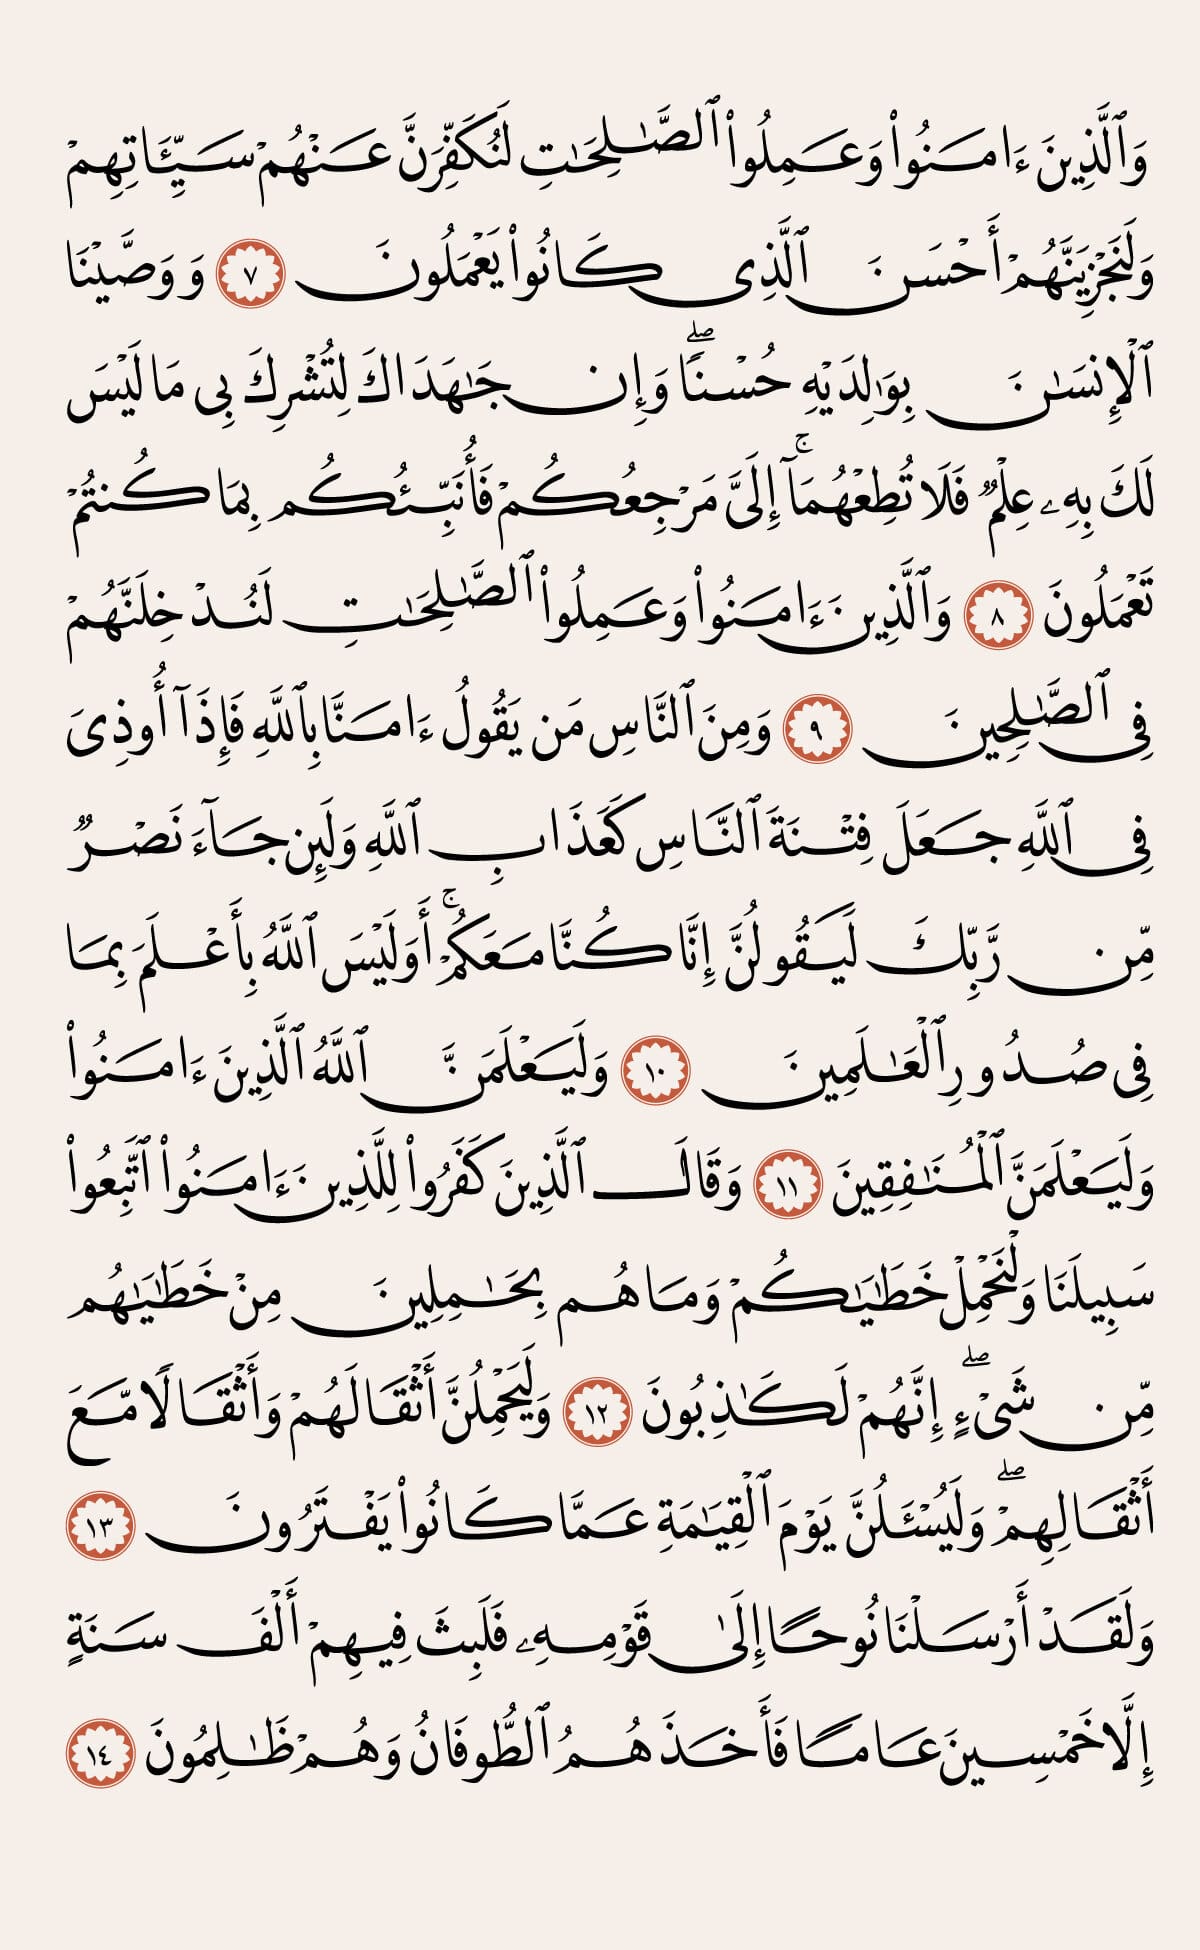 وَٱلَّذِينَ ءَامَنُوا۟ وَعَمِلُوا۟ ٱلصَّـٰلِحَـٰتِ لَنُكَفِّرَنَّ عَنْهُمْ سَيِّـَٔاتِهِمْ
وَلَنَجْزِيَنَّهُمْ أَحْسَنَ ٱلَّذِى كَانُوا۟ يَعْمَلُونَ ٧ وَوَصَّيْنَا
ٱلْإِنسَـٰنَ بِوَٰلِدَيْهِ حُسْنًا ۖ وَإِن جَـٰهَدَاكَ لِتُشْرِكَ بِى مَا لَيْسَ
لَكَ بِهِۦ عِلْمٌ فَلَا تُطِعْهُمَآ ۚ إِلَىَّ مَرْجِعُكُمْ فَأُنَبِّئُكُم بِمَا كُنتُمْ
تَعْمَلُونَ ٨ وَٱلَّذِينَ ءَامَنُوا۟ وَعَمِلُوا۟ ٱلصَّـٰلِحَـٰتِ لَنُدْخِلَنَّهُمْ
فِى ٱلصَّـٰلِحِينَ ٩ وَمِنَ ٱلنَّاسِ مَن يَقُولُ ءَامَنَّا بِٱللَّهِ فَإِذَآ أُوذِىَ
فِى ٱللَّهِ جَعَلَ فِتْنَةَ ٱلنَّاسِ كَعَذَابِ ٱللَّهِ وَلَئِن جَآءَ نَصْرٌ
مِّن رَّبِّكَ لَيَقُولُنَّ إِنَّا كُنَّا مَعَكُمْ ۚ أَوَلَيْسَ ٱللَّهُ بِأَعْلَمَ بِمَا
فِى صُدُورِ ٱلْعَـٰلَمِينَ ١٠ وَلَيَعْلَمَنَّ ٱللَّهُ ٱلَّذِينَ ءَامَنُوا۟
وَلَيَعْلَمَنَّ ٱلْمُنَـٰفِقِينَ ١١ وَقَالَ ٱلَّذِينَ كَفَرُوا۟ لِلَّذِينَ ءَامَنُوا۟ ٱتَّبِعُوا۟
سَبِيلَنَا وَلْنَحْمِلْ خَطَـٰيَـٰكُمْ وَمَا هُم بِحَـٰمِلِينَ مِنْ خَطَـٰيَـٰهُم
مِّن شَىْءٍ ۖ إِنَّهُمْ لَكَـٰذِبُونَ ١٢ وَلَيَحْمِلُنَّ أَثْقَالَهُمْ وَأَثْقَالًا مَّعَ
أَثْقَالِهِمْ ۖ وَلَيُسْـَٔلُنَّ يَوْمَ ٱلْقِيَـٰمَةِ عَمَّا كَانُوا۟ يَفْتَرُونَ ١٣
وَلَقَدْ أَرْسَلْنَا نُوحًا إِلَىٰ قَوْمِهِۦ فَلَبِثَ فِيهِمْ أَلْفَ سَنَةٍ
إِلَّا خَمْسِينَ عَامًا فَأَخَذَهُمُ ٱلطُّوفَانُ وَهُمْ ظَـٰلِمُونَ ١٤